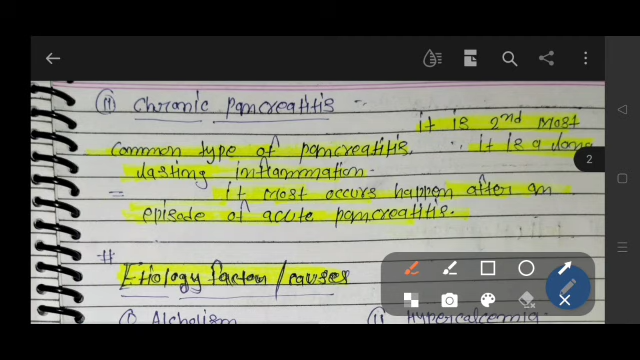 (ii) Chronic pancreatitis :-
it is 2nd most
common type of pancreatitis.
it is a long
lasting inflammation.
= it most occurs happen after an
episode of acute pancreatitis.
#
Etiology factor / causes
(i) Alcholism (ii) Hypercalcemia.
2